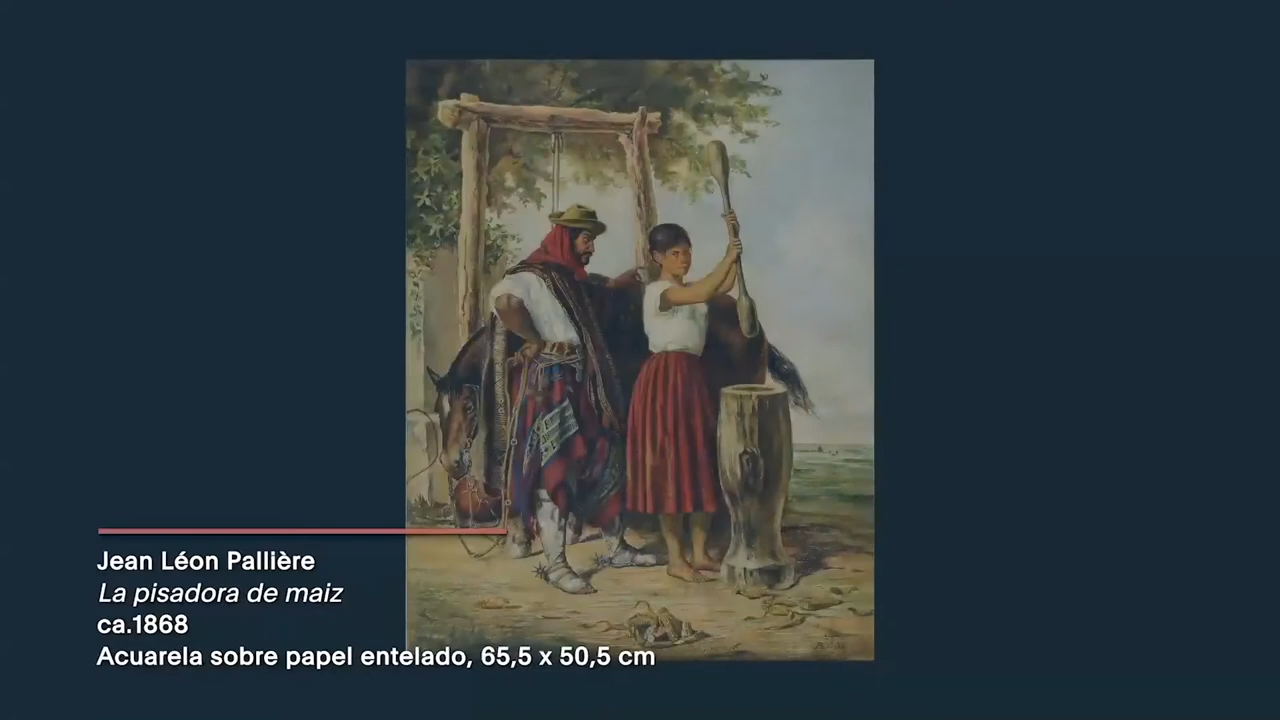 Jean Léon Pallière
La pisadora de maiz
ca.1868
Acuarela sobre papel entelado, 65,5 x 50,5 cm